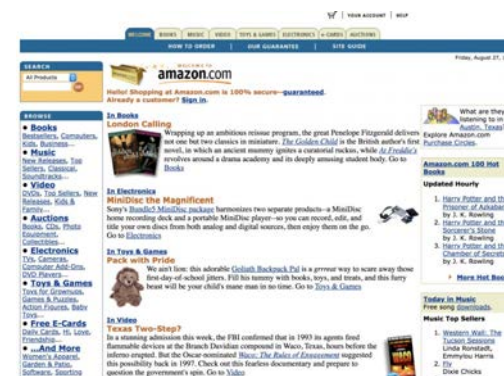 YOUR ACCOUNT | HELP
WELCOME BOOKS MUSIC VIDEO TOYS & GAMES ELECTRONICS e-CARDS AUCTIONS
HOW TO ORDER | OUR GUARANTEE | SITE GUIDE
Friday, August 27,
SEARCH
All Products
GO!
BROWSE
• Books
Bestsellers, Computers,
Kids, Business...
• Music
New Releases, Top
Sellers, Classical,
Soundtracks...
• Video
DVDs, Top Sellers, New
Releases, Kids &
Family...
• Auctions
Books, CDs, Photo
Equipment,
Collectibles...
• Electronics
TVs, Cameras,
Computer Add-Ons,
DVD Players...
• Toys & Games
Toys for Grownups,
Games & Puzzles,
Action Figures, Baby
Toys...
• Free E-Cards
Daily Cards, Hi, Love,
Friendship...
• ...And More
Women's Apparel,
Garden & Patio,
Software, Sporting
WELCOME TO
amazon.com
Hello! Shopping at Amazon.com is 100% secure--guaranteed.
Already a customer? Sign in.
In Books
London Calling
Wrapping up an ambitious reissue program, the great Penelope Fitzgerald delivers
not one but two classics in miniature. The Golden Child is the British author's first
novel, in which an ancient mummy ignites a curatorial ruckus, while At Freddie's
revolves around a drama academy and its deeply amusing student body. Go to
Books
In Electronics
MiniDisc the Magnificent
Sony's Bundle5 MiniDisc package harmonizes two separate products--a MiniDisc
home recording deck and a portable MiniDisc player--so you can record, edit, and
title your own discs from both analog and digital sources, then enjoy them on the go.
Go to Electronics
In Toys & Games
Pack with Pride
We ain't lion: this adorable Goliath Backpack Pal is a grrrreat way to scare away those
first-day-of-school jitters. Fill his tummy with books, toys, and treats, and this furry
beast will be your child's mane man in no time. Go to Toys & Games
In Video
Texas Two-Step?
In a stunning admission this week, the FBI confirmed that in 1993 its agents fired
flammable devices at the Branch Davidian compound in Waco, Texas, hours before the
inferno erupted. But the Oscar-nominated Waco: The Rules of Engagement suggested
this possibility back in 1997. Check out this fearless documentary and prepare to
question the government's spin. Go to Video
What are they
listening to in
Austin, Texas?
Explore Amazon.com
Purchase Circles.
Amazon.com 100 Hot
Books
Updated Hourly
1. Harry Potter and the
Prisoner of Azkaban
by J. K. Rowling
2. Harry Potter and the
Sorcerer's Stone
by J. K. Rowling
3. Harry Potter and the
Chamber of Secrets
by J. K. Rowling
More Hot Boo
Today in Music
Free song downloads.
Music Top Sellers
1. Western Wall: The
Tucson Sessions
Linda Ronstadt,
Emmylou Harris
2. Fly
Dixie Chicks